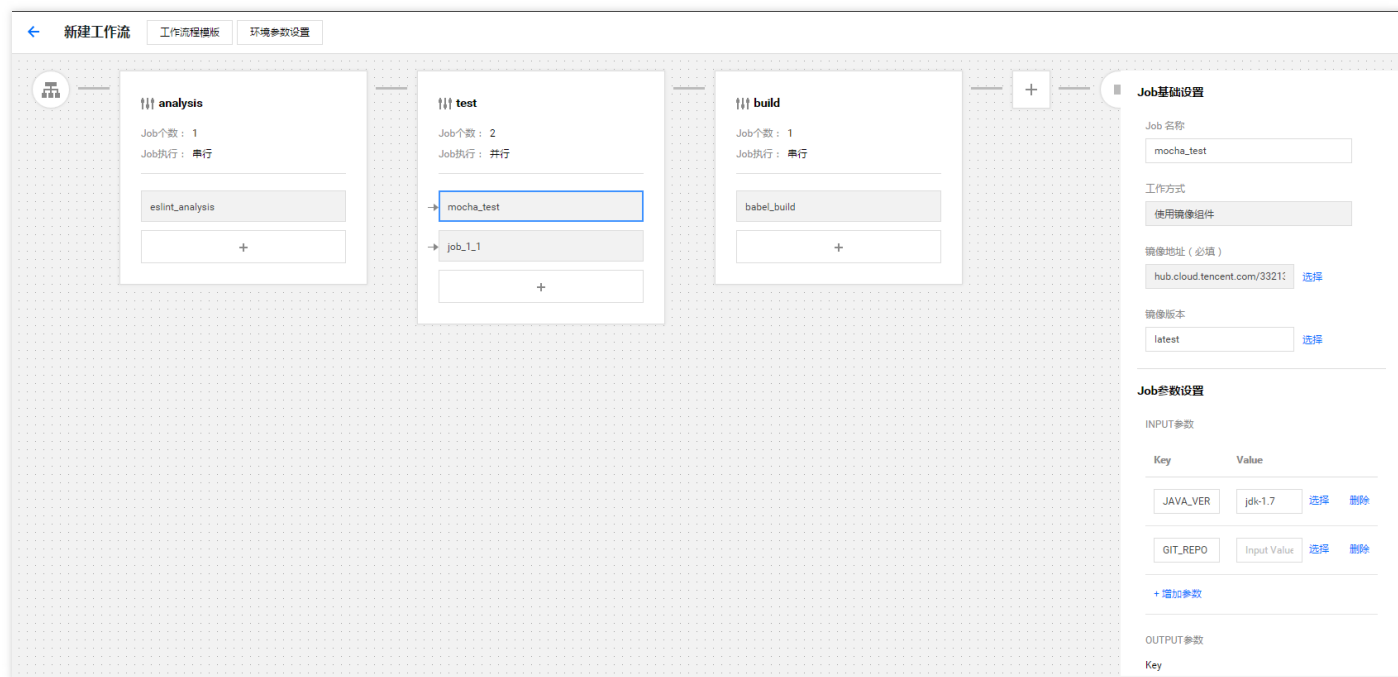 新建工作流 工作流程模版 环境参数设置
analysis
Job个数： 1
Job执行： 串行
eslint_analysis
+
test
Job个数： 2
Job执行： 并行
mocha_test
job_1_1
+
build
Job个数： 1
Job执行： 串行
babel_build
+
+
Job基础设置
Job 名称
mocha_test
工作方式
使用镜像组件
镜像地址（必填）
hub.cloud.tencent.com/3321 选择
镜像版本
latest 选择
Job参数设置
INPUT参数
Key Value
JAVA_VER jdk-1.7 选择 删除
GIT_REPO Input Value 选择 删除
+ 增加参数
OUTPUT参数
Key